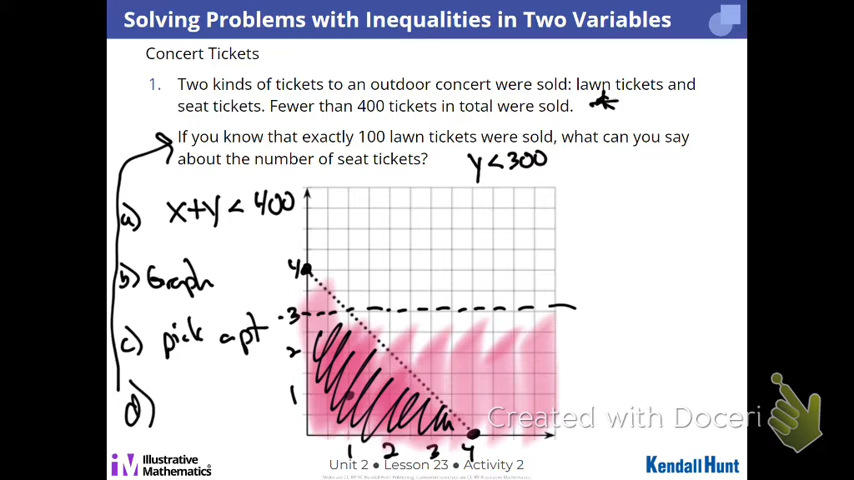 Solving Problems with Inequalities in Two Variables
Concert Tickets
1. Two kinds of tickets to an outdoor concert were sold: lawn tickets and
seat tickets. Fewer than 400 tickets in total were sold.
If you know that exactly 100 lawn tickets were sold, what can you say
about the number of seat tickets?
y < 300
a) x+y < 400
b) Graph
c) pick a pt
d)
4
3
2
1
1 2 3 4
Created with Doceri
iM Illustrative
Mathematics®
Unit 2 ● Lesson 23 ● Activity 2
Kendall Hunt